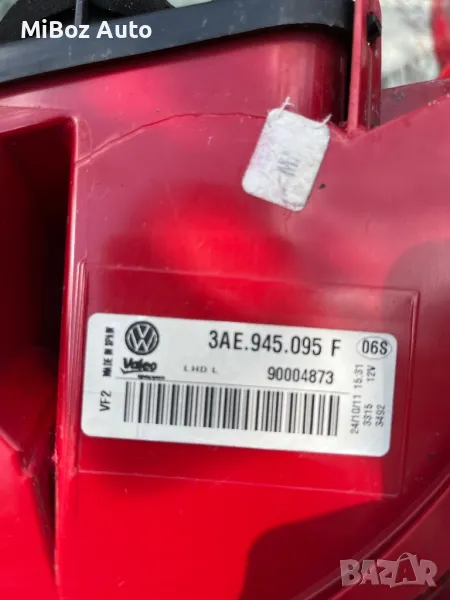 MiBoz Auto
3AE.945.095 F
06S
MADE IN SPAIN
Valeo
LHD L
90004873
VF2
24/10/11 15:31
3315 12V
3492
BAZAR